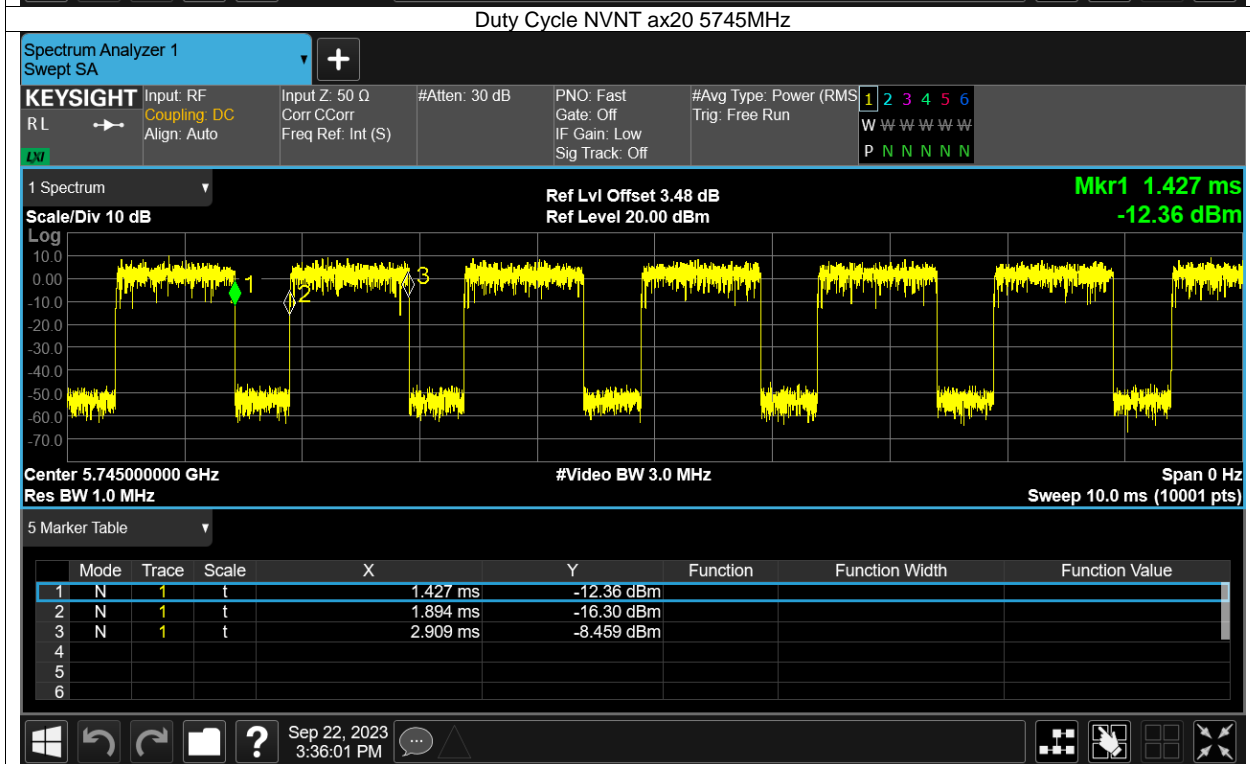 Duty Cycle NVNT ax20 5745MHz
Spectrum Analyzer 1
Swept SA
+
KEYSIGHT Input: RF Input Z: 50 Ω #Atten: 30 dB PNO: Fast #Avg Type: Power (RMS 1 2 3 4 5 6
RL Coupling: DC Corr CCorr Gate: Off Trig: Free Run W W W W W W
Align: Auto Freq Ref: Int (S) IF Gain: Low P N N N N N
LXI Sig Track: Off
1 Spectrum Ref Lvl Offset 3.48 dB Mkr1 1.427 ms
Scale/Div 10 dB Ref Level 20.00 dBm -12.36 dBm
Log
10.0
0.00
-10.0
-20.0
-30.0
-40.0
-50.0
-60.0
-70.0
1
2
3
Center 5.745000000 GHz #Video BW 3.0 MHz Span 0 Hz
Res BW 1.0 MHz Sweep 10.0 ms (10001 pts)
5 Marker Table
Mode Trace Scale X Y Function Function Width Function Value
1 N 1 t 1.427 ms -12.36 dBm
2 N 1 t 1.894 ms -16.30 dBm
3 N 1 t 2.909 ms -8.459 dBm
4
5
6
? Sep 22, 2023
3:36:01 PM